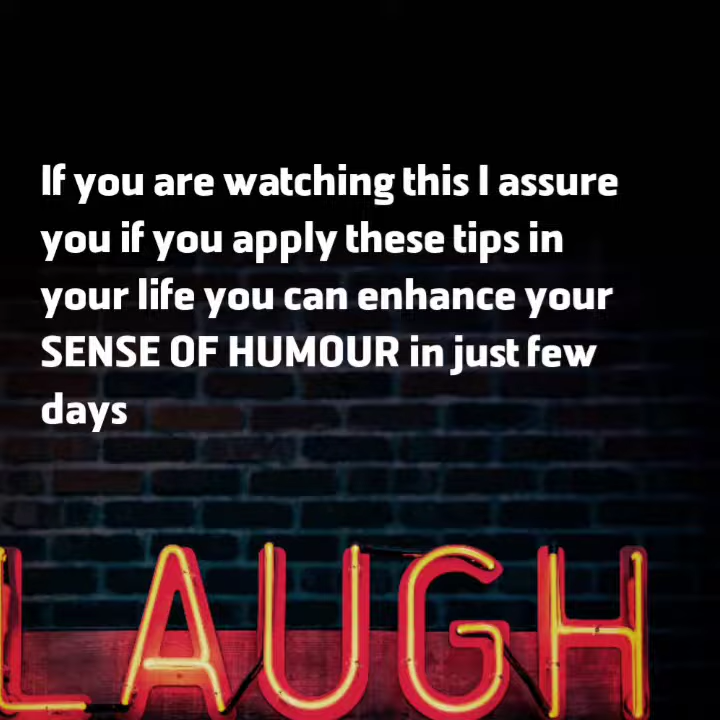 If you are watching this I assure
you if you apply these tips in
your life you can enhance your
SENSE OF HUMOUR in just few
days
LAUGH